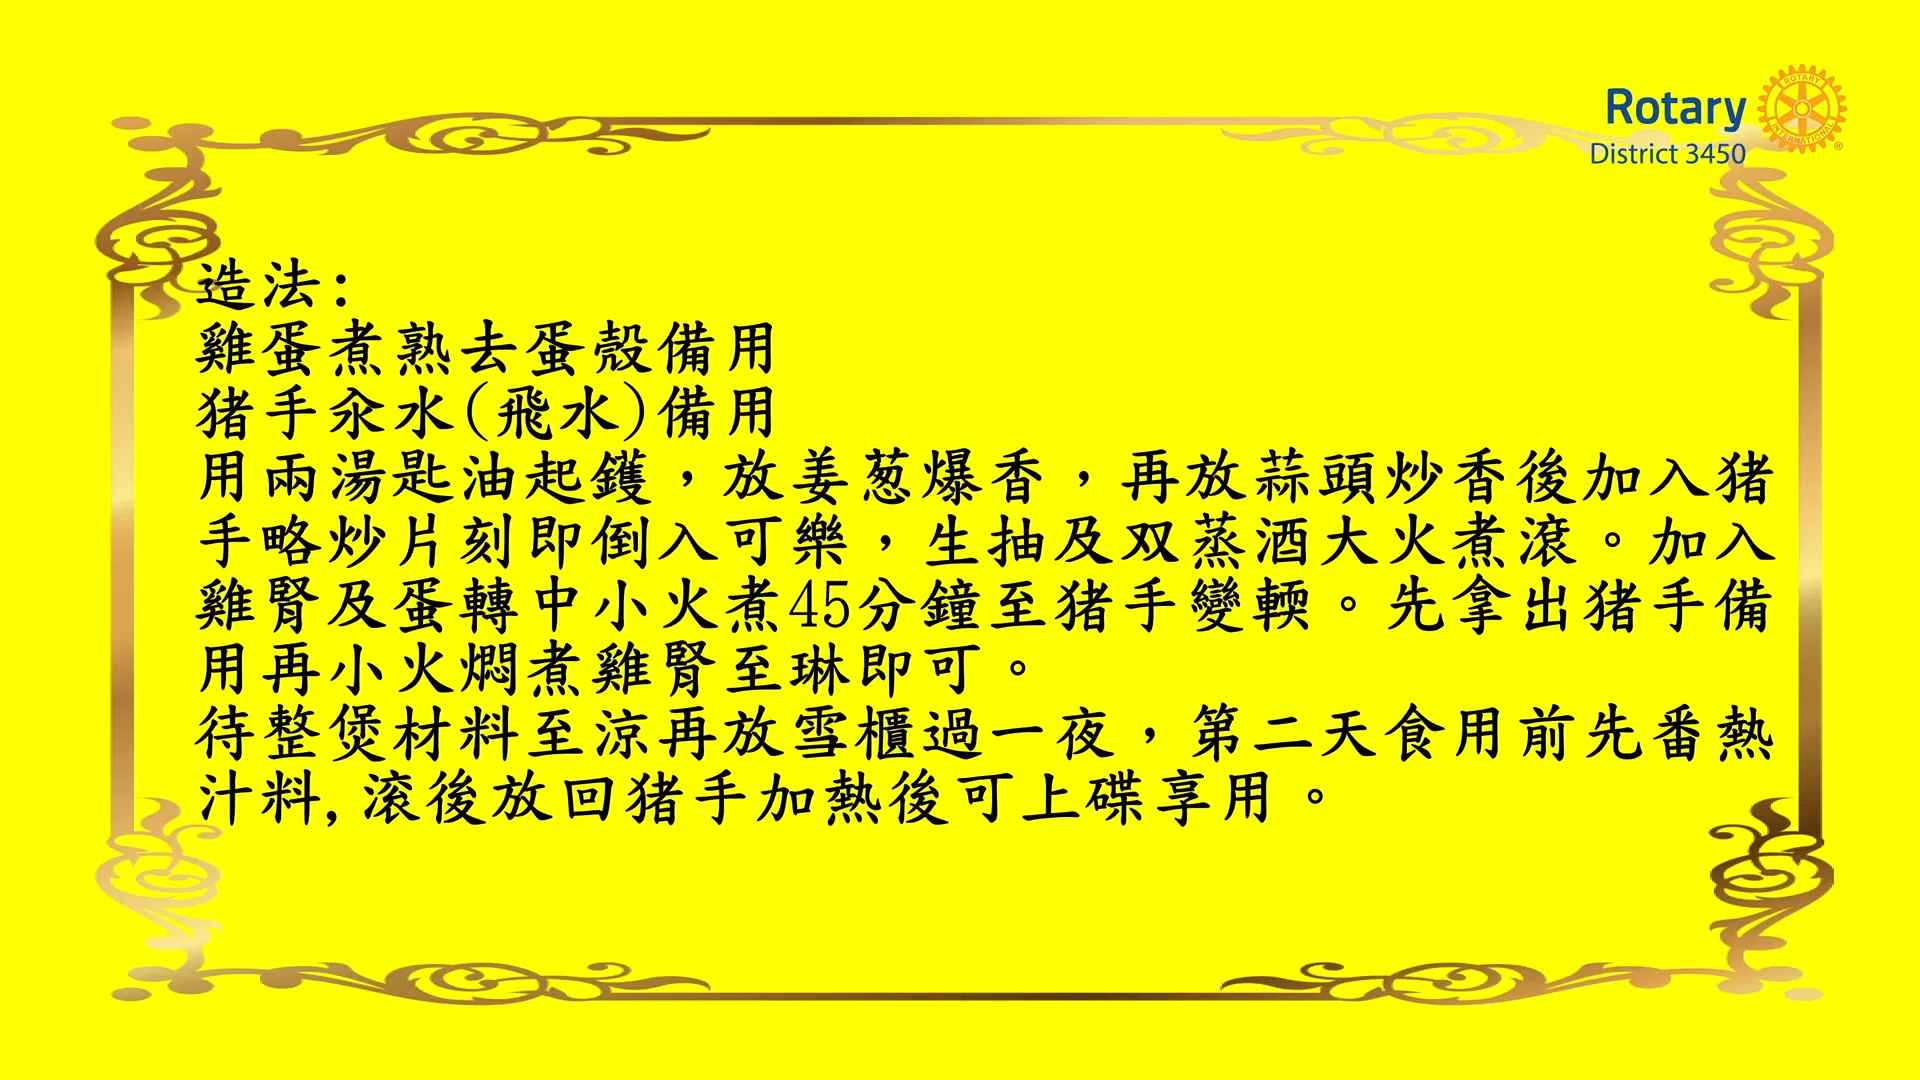 Rotary
District 3450
造法:
雞蛋煮熟去蛋殼備用
猪手汆水(飛水)備用
用兩湯匙油起鑊，放姜葱爆香，再放蒜頭炒香後加入猪
手略炒片刻即倒入可樂，生抽及双蒸酒大火煮滾。加入
雞腎及蛋轉中小火煮45分鐘至猪手變輭。先拿出猪手備
用再小火燜煮雞腎至琳即可。
待整煲材料至涼再放雪櫃過一夜，第二天食用前先番熱
汁料,滚後放回猪手加熱後可上碟享用。